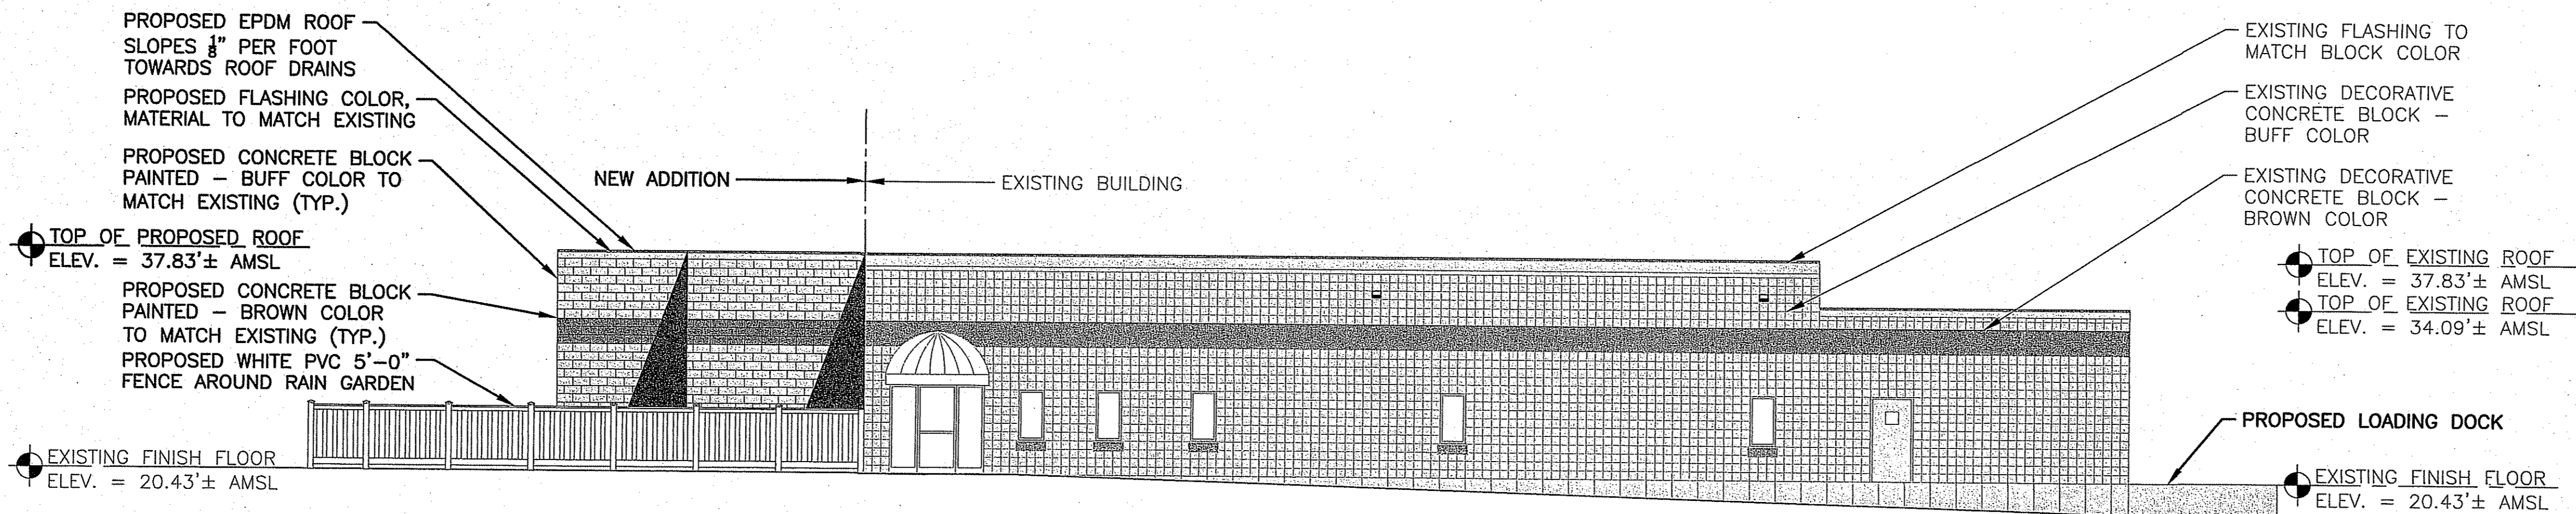 PROPOSED EPDM ROOF
SLOPES 1/8" PER FOOT
TOWARDS ROOF DRAINS
PROPOSED FLASHING COLOR,
MATERIAL TO MATCH EXISTING
PROPOSED CONCRETE BLOCK
PAINTED – BUFF COLOR TO
MATCH EXISTING (TYP.)
TOP OF PROPOSED ROOF
ELEV. = 37.83'± AMSL
PROPOSED CONCRETE BLOCK
PAINTED – BROWN COLOR
TO MATCH EXISTING (TYP.)
PROPOSED WHITE PVC 5'-0"
FENCE AROUND RAIN GARDEN
EXISTING FINISH FLOOR
ELEV. = 20.43'± AMSL
NEW ADDITION
EXISTING BUILDING
EXISTING FLASHING TO
MATCH BLOCK COLOR
EXISTING DECORATIVE
CONCRETE BLOCK –
BUFF COLOR
EXISTING DECORATIVE
CONCRETE BLOCK –
BROWN COLOR
TOP OF EXISTING ROOF
ELEV. = 37.83'± AMSL
TOP OF EXISTING ROOF
ELEV. = 34.09'± AMSL
PROPOSED LOADING DOCK
EXISTING FINISH FLOOR
ELEV. = 20.43'± AMSL